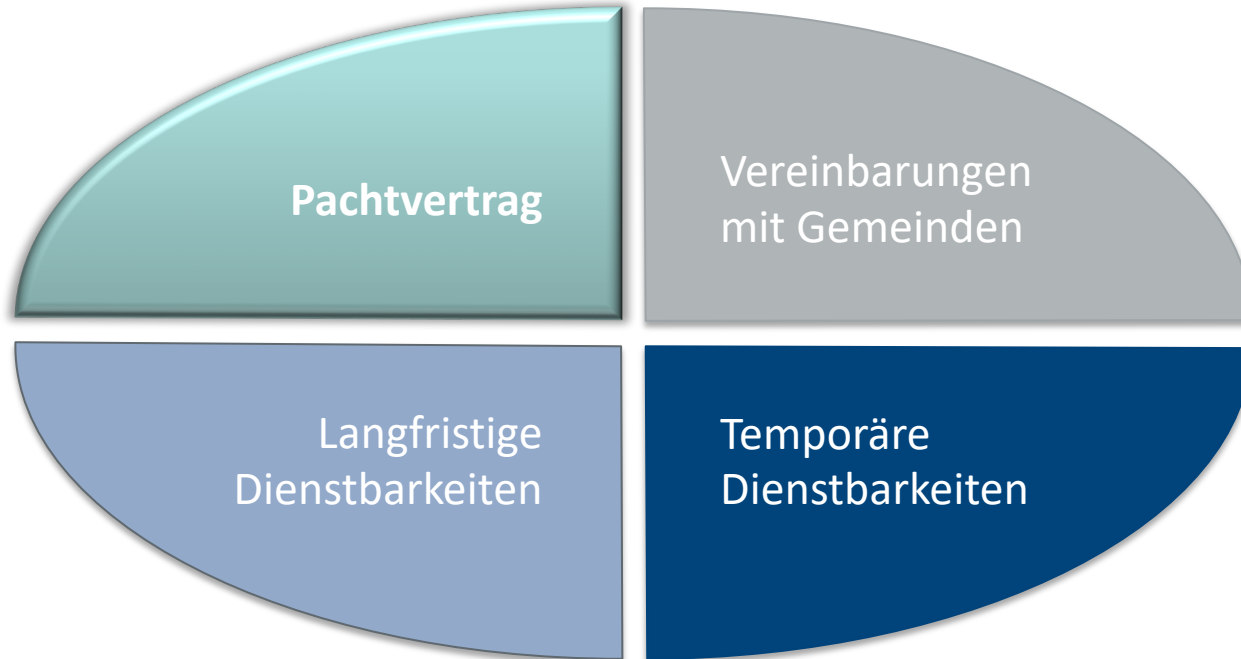 Pachtvertrag
Vereinbarungen
mit Gemeinden
Langfristige
Dienstbarkeiten
Temporäre
Dienstbarkeiten